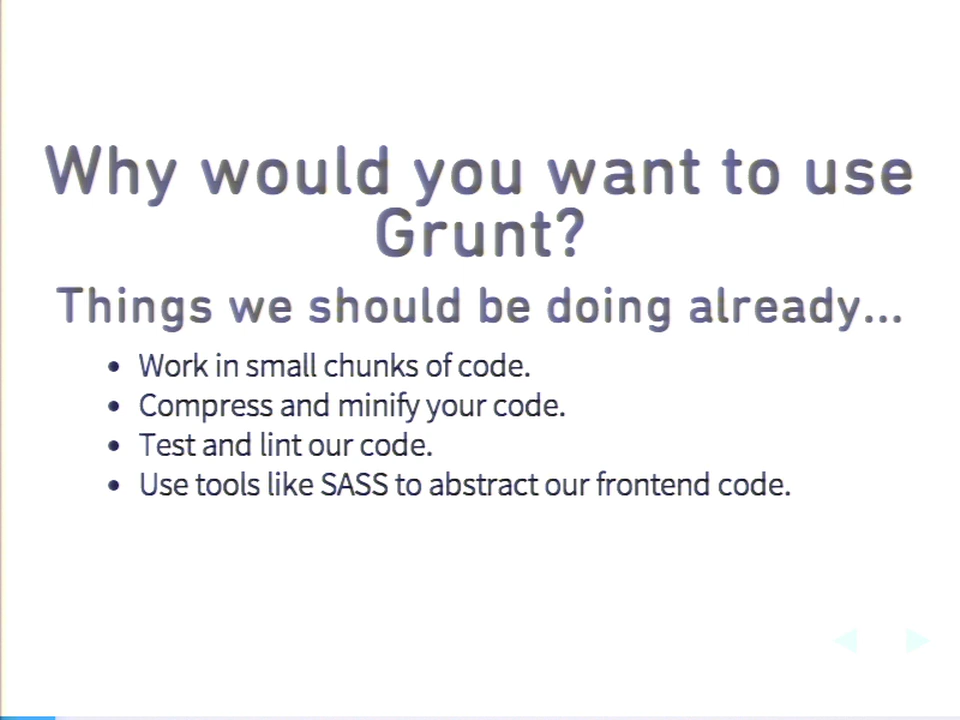 Why would you want to use
Grunt?
Things we should be doing already...
Work in small chunks of code.
Compress and minify your code.
Test and lint our code.
Use tools like SASS to abstract our frontend code.